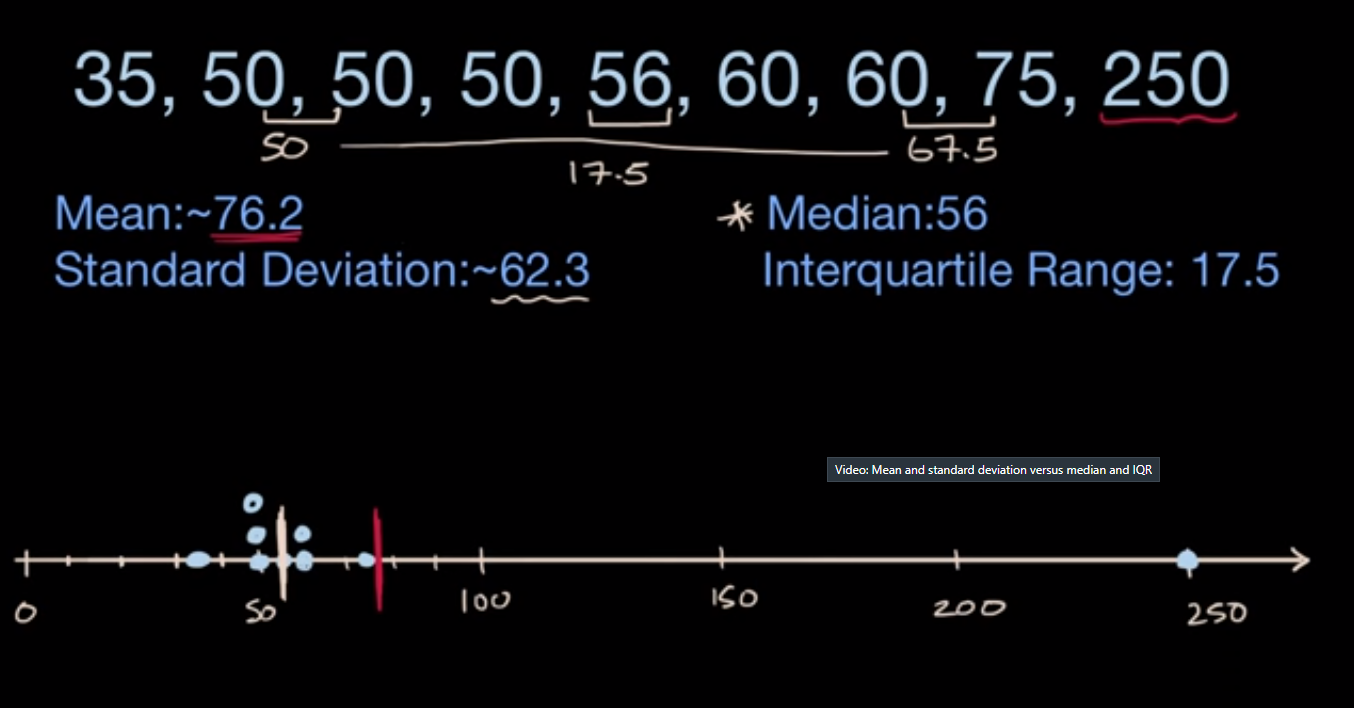 35, 50, 50, 50, 56, 60, 60, 75, 250
50 17.5 67.5
Mean:~76.2
Standard Deviation:~62.3
* Median:56
Interquartile Range: 17.5
Video: Mean and standard deviation versus median and IQR
0 50 100 150 200 250